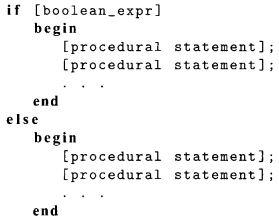 if [boolean_expr]
begin
[procedural statement];
[procedural statement];
. . .
end
else
begin
[procedural statement];
[procedural statement];
. . .
end